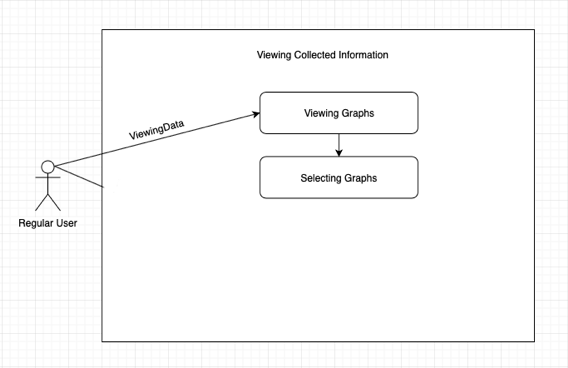 Viewing Collected Information
Viewing Graphs
ViewingData
Selecting Graphs
Regular User